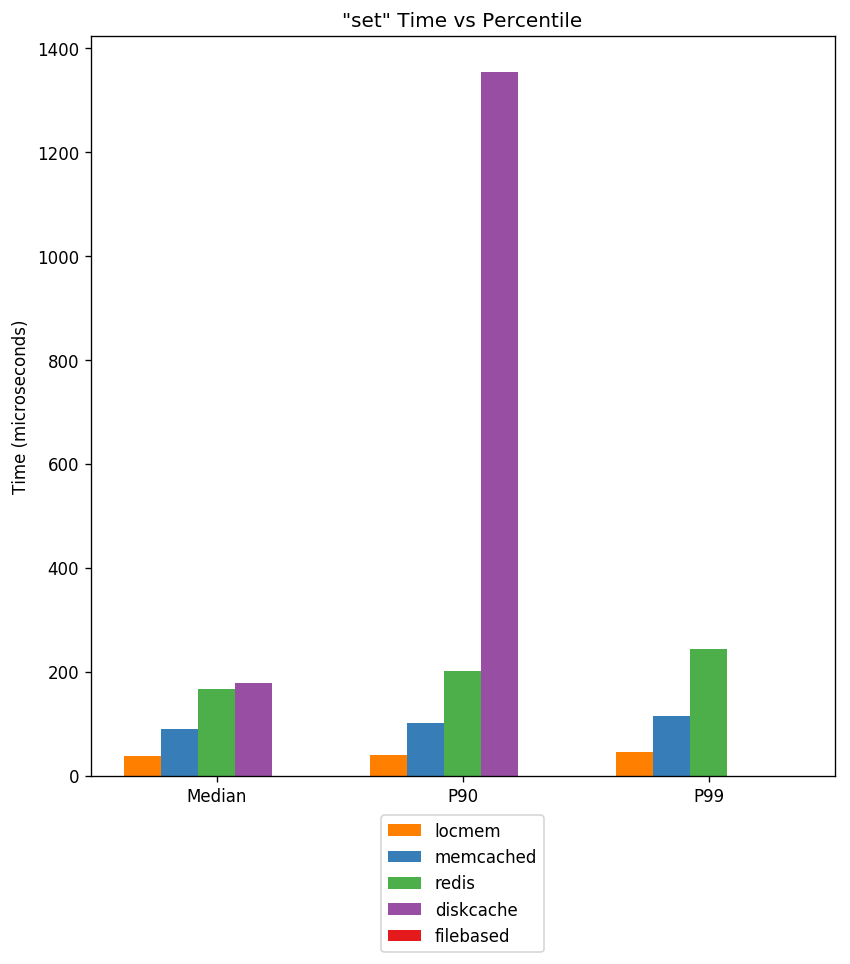 "set" Time vs Percentile
1400
1200
1000
800
600
400
200
0
Time (microseconds)
Median
P90
P99
locmem
memcached
redis
diskcache
filebased